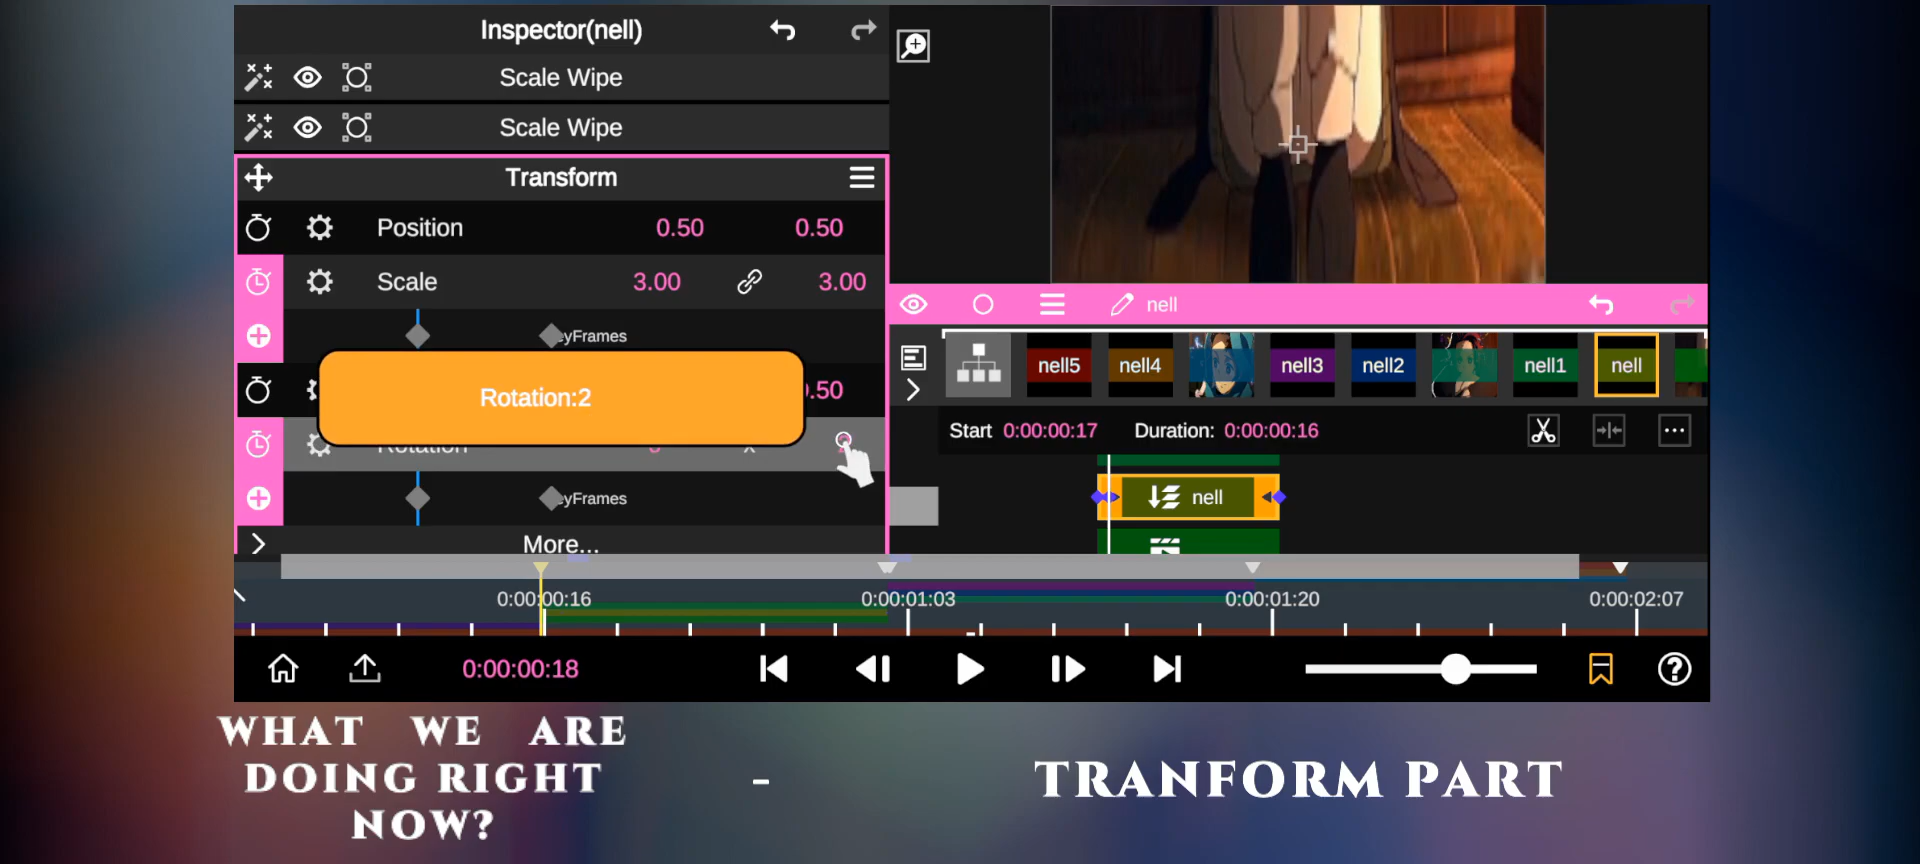 Inspector(nell)
Scale Wipe
Scale Wipe
Transform
Position 0.50 0.50
Scale 3.00 3.00
eyFrames
.50
Rotation:2
Rotation x
eyFrames
More...
nell
nell5 nell4 nell3 nell2 nell1 nell
Start 0:00:00:17 Duration: 0:00:00:16
nell
0:00:00:16 0:00:01:03 0:00:01:20 0:00:02:07
0:00:00:18
WHAT WE ARE
DOING RIGHT
NOW?
- TRANFORM PART